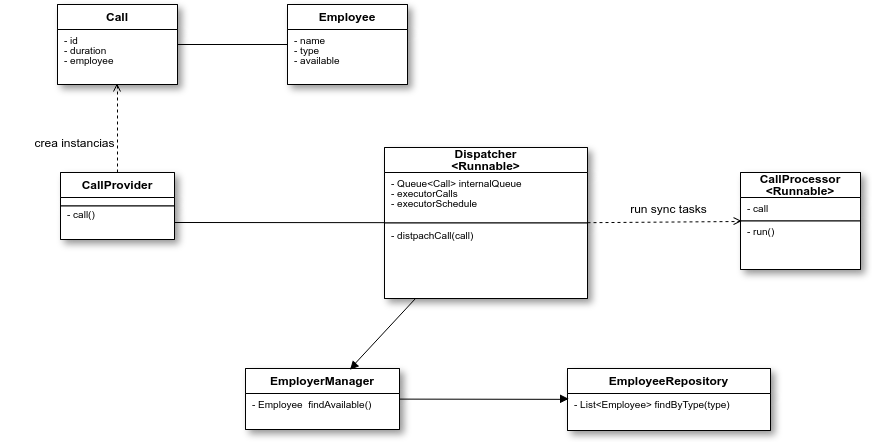 Call
- id
- duration
- employee
Employee
- name
- type
- available
crea instancias
CallProvider
- call()
Dispatcher
<Runnable>
- Queue<Call> internalQueue
- executorCalls
- executorSchedule
- distpachCall(call)
run sync tasks
CallProcessor
<Runnable>
- call
- run()
EmployerManager
- Employee  findAvailable()
EmployeeRepository
- List<Employee> findByType(type)